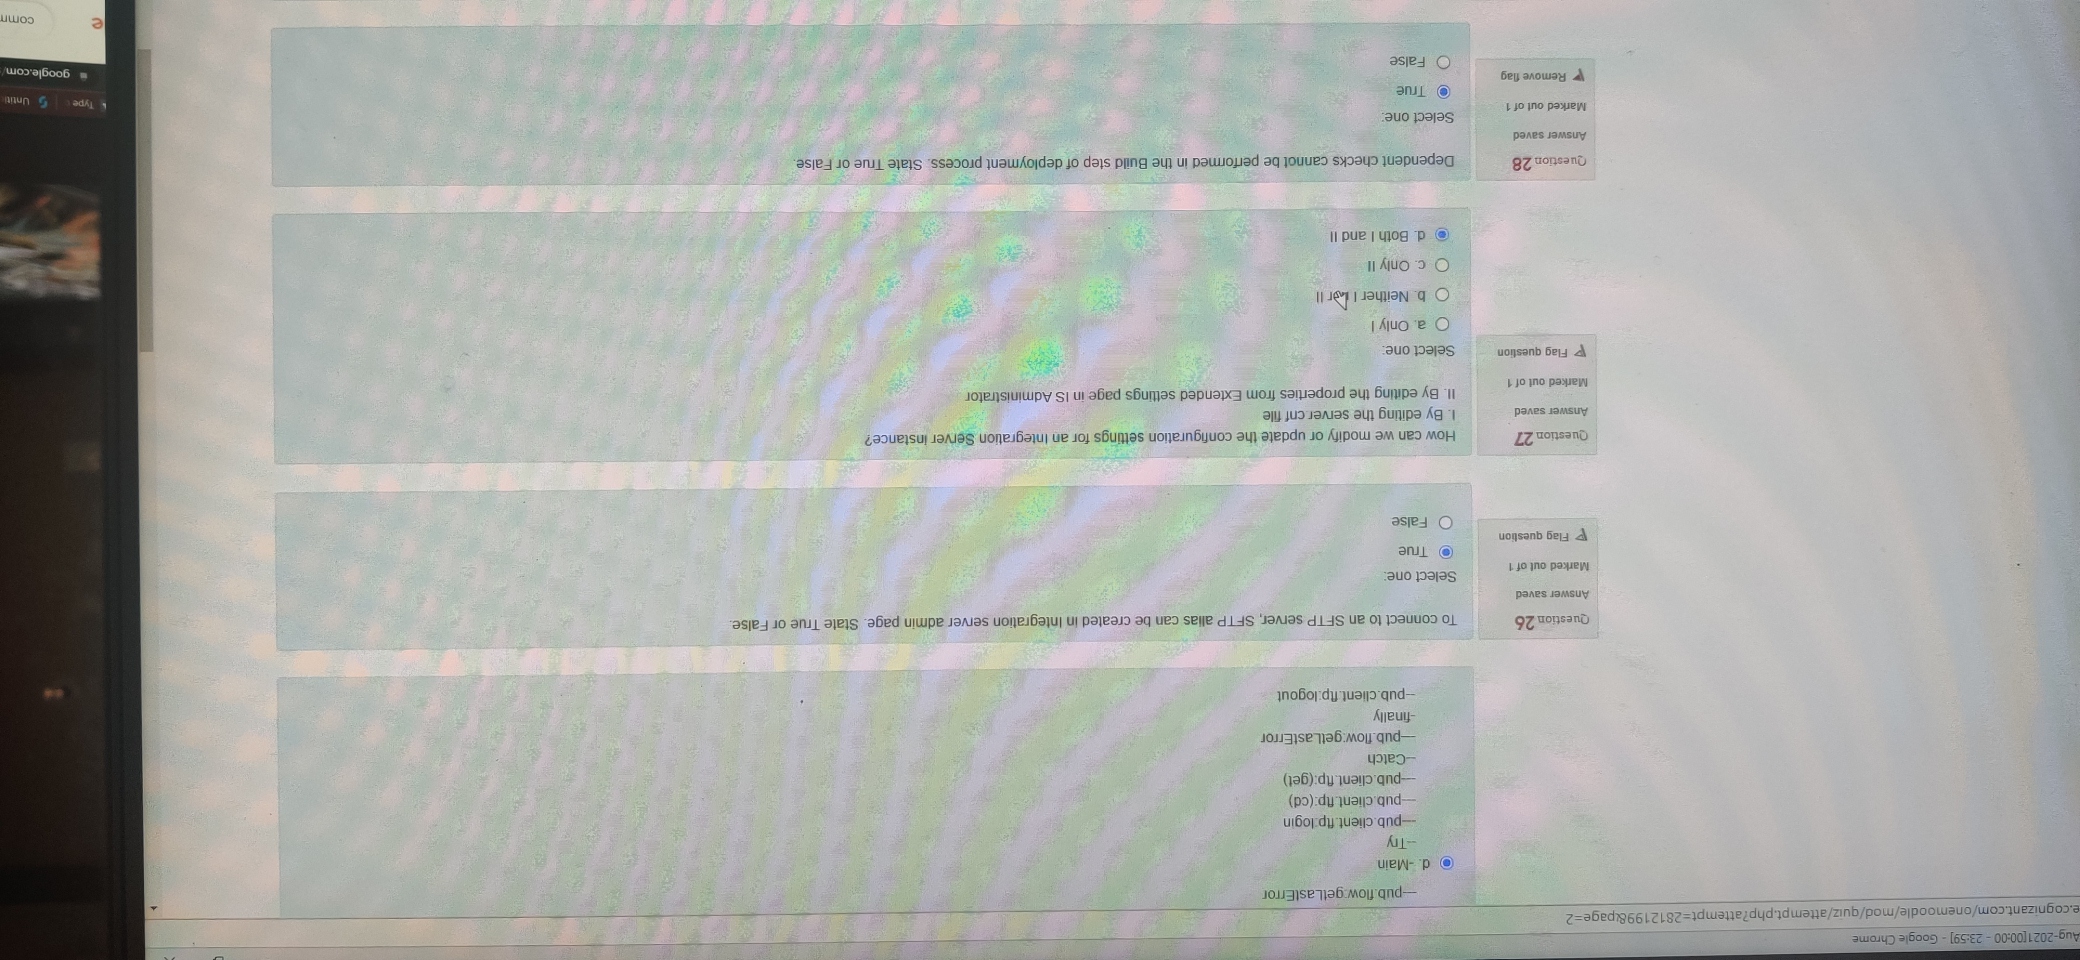 Aug-2021[00:00 - 23:59] - Google Chrome
e.cognizant.com/onemoodle/mod/quiz/attempt.php?attempt=2812199&page=2
---pub.flow:getLastError
d. -Main
--Try
---pub.client.ftp:login
---pub.client.ftp:(cd)
---pub.client.ftp:(get)
--Catch
---pub.flow:getLastError
-finally
--pub.client.ftp:logout
Question 26
Answer saved
Marked out of 1
Flag question
To connect to an SFTP server, SFTP alias can be created in Integration server admin page. State True or False.
Select one:
True
False
Question 27
Answer saved
Marked out of 1
Flag question
How can we modify or update the configuration settings for an Integration Server instance?
I. By editing the server.cnf file
II. By editing the properties from Extended settings page in IS Administrator
Select one:
a. Only I
b. Neither I nor II
c. Only II
d. Both I and II
Question 28
Answer saved
Marked out of 1
Remove flag
Dependent checks cannot be performed in the Build step of deployment process. State True or False.
Select one:
True
False
Type
Untiti
google.com
e
comm